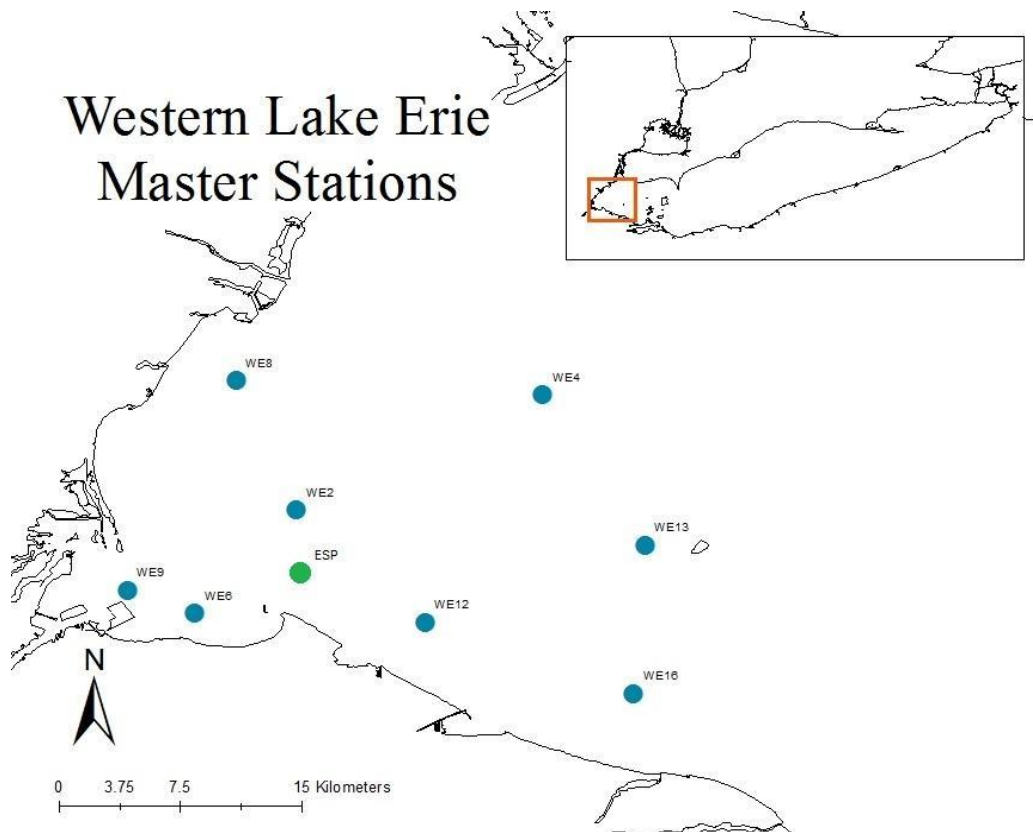 Western Lake Erie
Master Stations
WE8
WE4
WE2
WE13
ESP
WE9
WE6
WE12
WE16
N
0 3.75 7.5 15 Kilometers